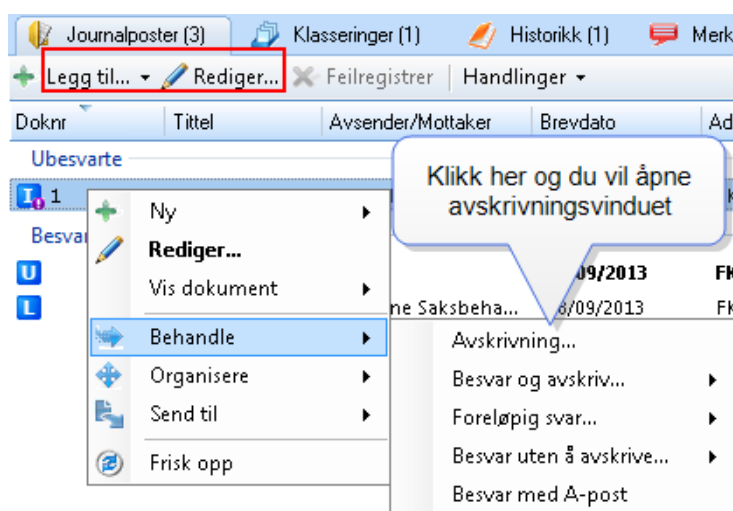 Journalposter (3) Klasseringer (1) Historikk (1) Merk
Legg til... Rediger... Feilregistrer Handlinger
Doknr Tittel Avsender/Mottaker Brevdato Ad
Ubesvarte
Klikk her og du vil åpne
avskrivningsvinduet
I 1
Ny
Besvar
Rediger...
U 09/2013 FK
Vis dokument
L ne Saksbeha... 8/09/2013 FK
Behandle
Avskrivning...
Organisere
Besvar og avskriv...
Send til
Foreløpig svar...
Frisk opp
Besvar uten å avskrive...
Besvar med A-post